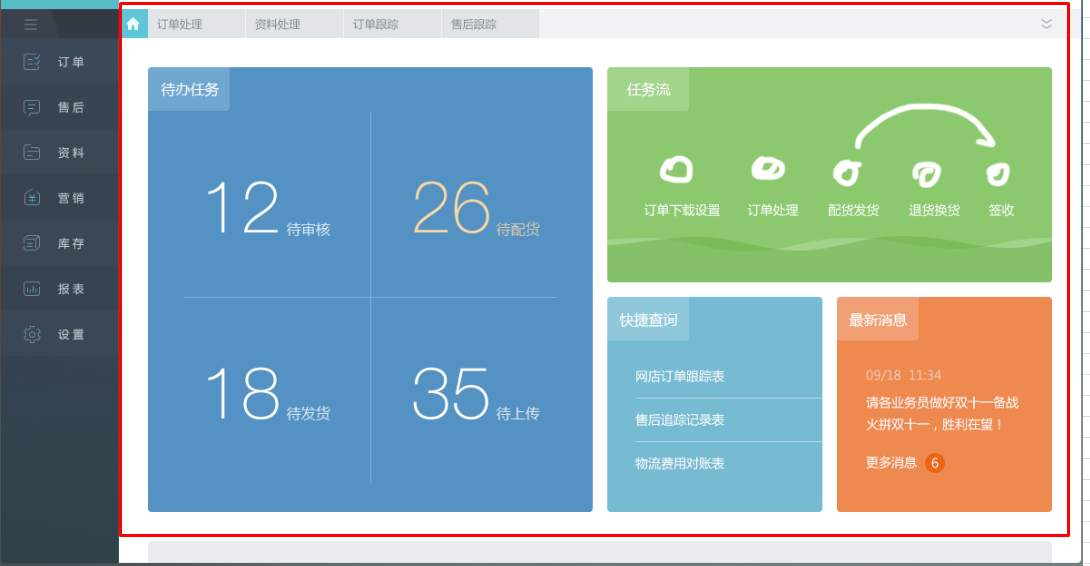 订单处理
资料处理
订单跟踪
售后跟踪
订单
售后
资料
营销
库存
报表
设置
待办任务
12 待审核
26 待配货
18 待发货
35 待上传
任务流
订单下载设置
订单处理
配货发货
退货换货
签收
快捷查询
网店订单跟踪表
售后追踪记录表
物流费用对账表
最新消息
09/18 11:34
请各业务员做好双十一备战
火拼双十一，胜利在望！
更多消息 6